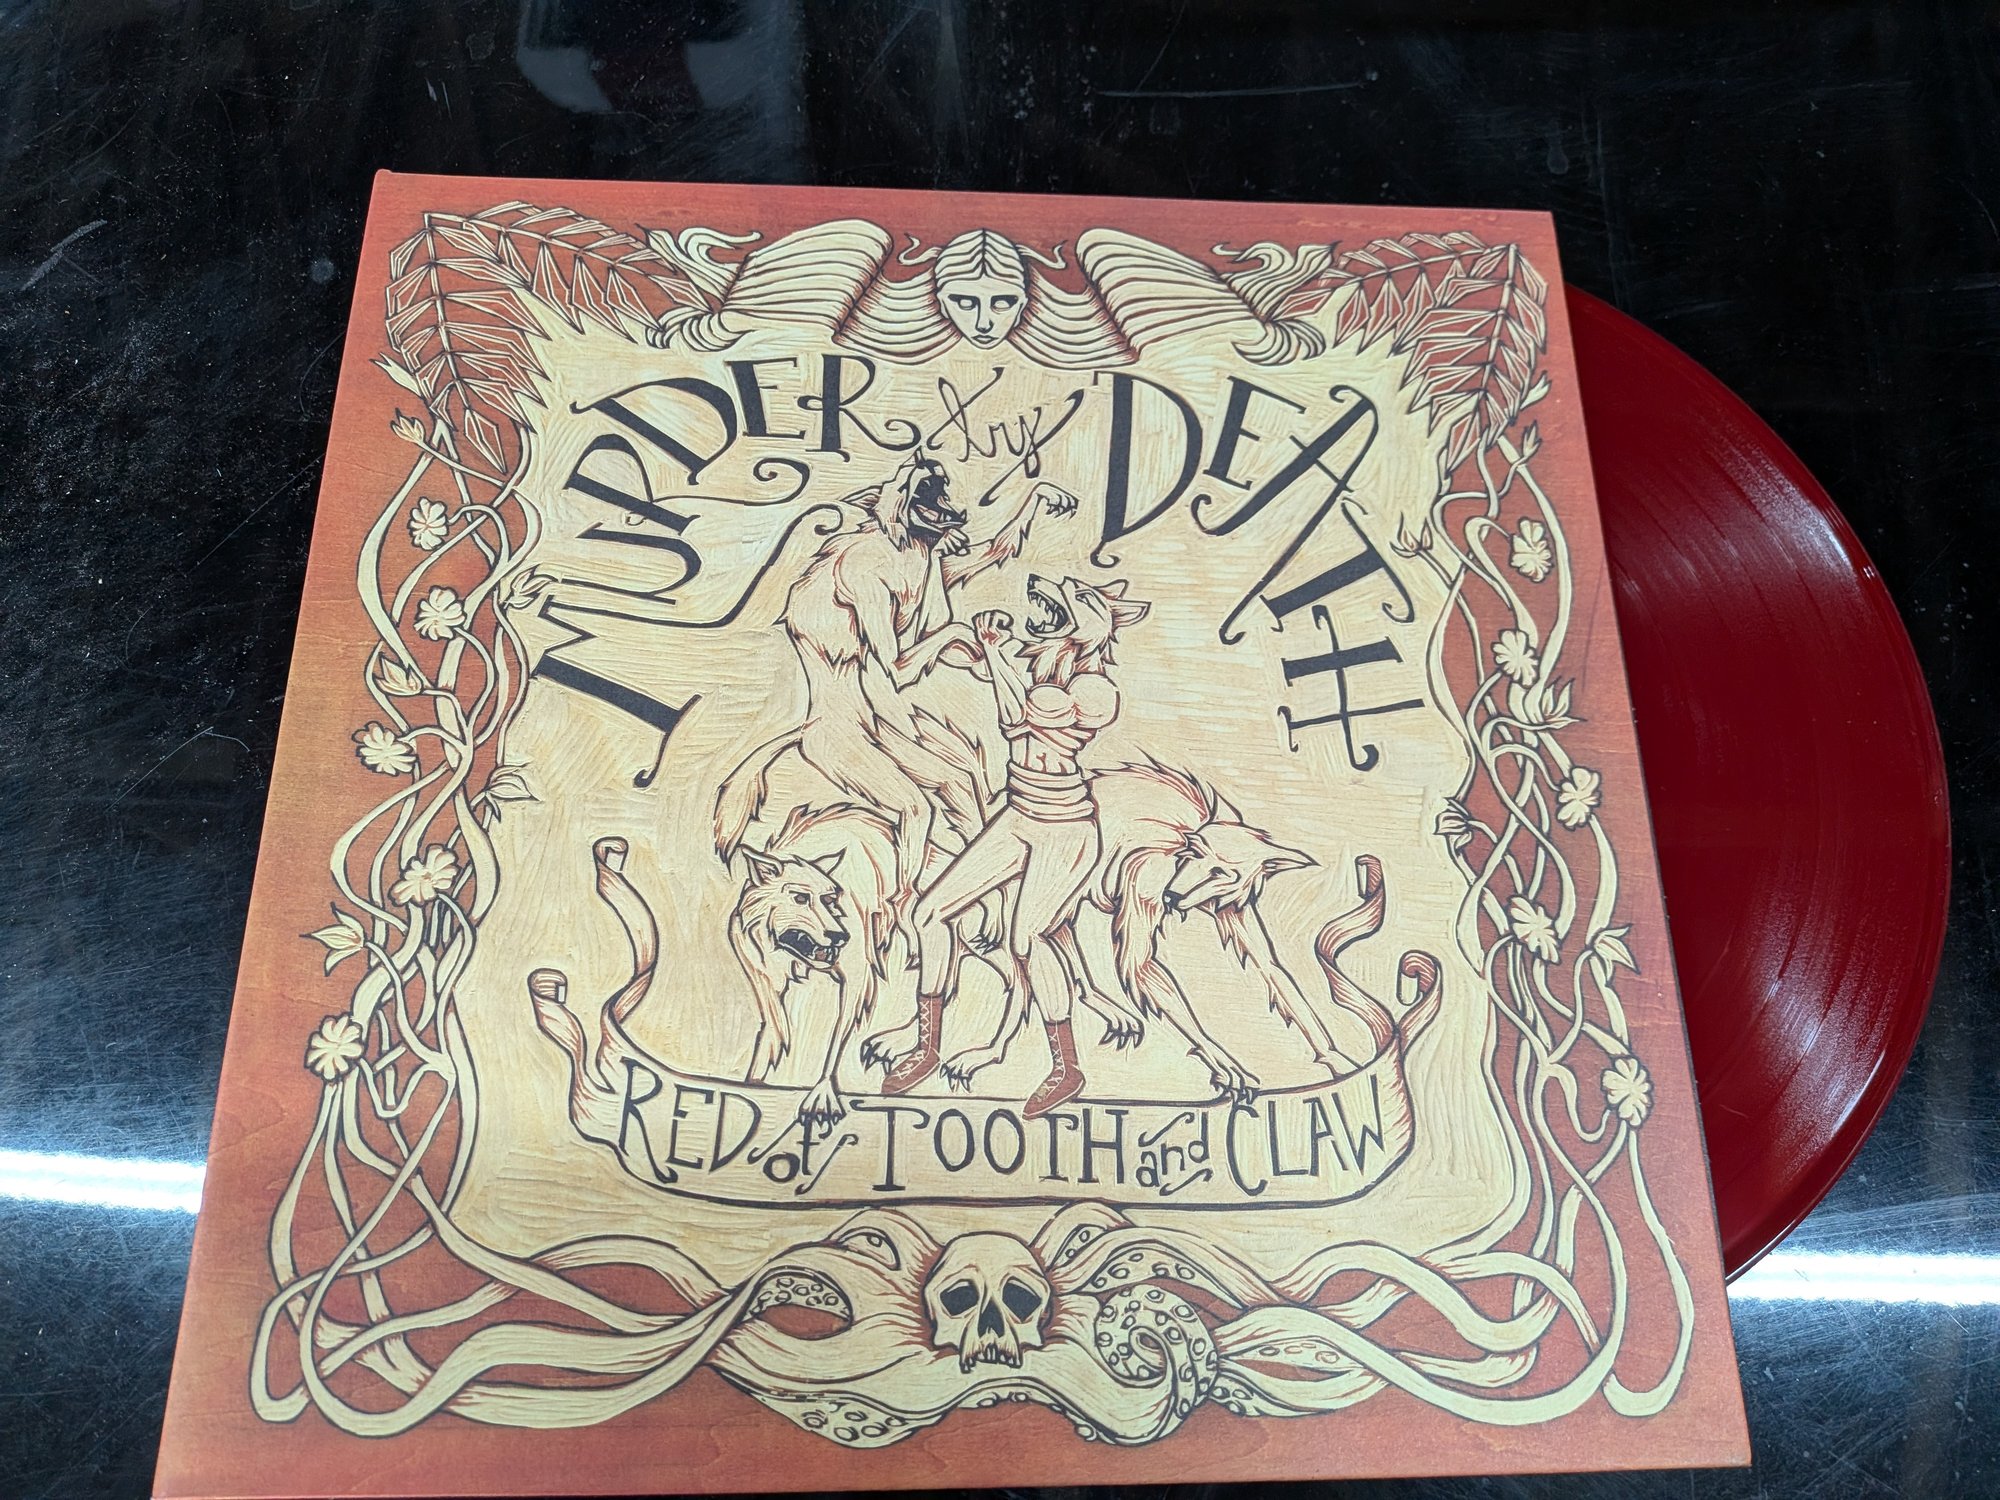 MURDER by DEATH
RED of TOOTH and CLAW